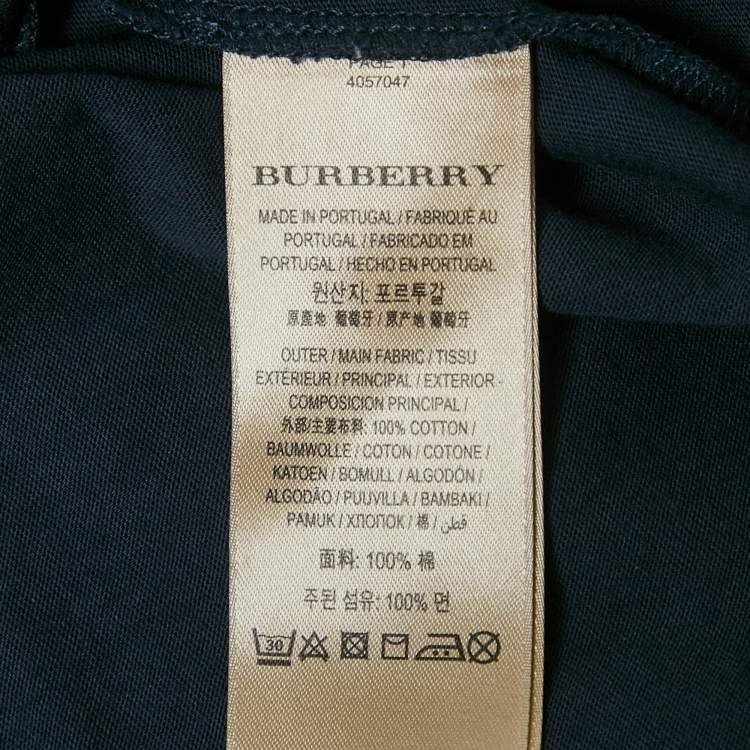 PAGE 1
4057047
BURBERRY
MADE IN PORTUGAL / FABRIQUÉ AU
PORTUGAL / FABRICADO EM
PORTUGAL / HECHO EN PORTUGAL
원산지: 포르투갈
原產地 葡萄牙 / 原产地 葡萄牙
OUTER / MAIN FABRIC / TISSU
EXTÉRIEUR / PRINCIPAL / EXTERIOR -
COMPOSICION PRINCIPAL /
外部/主要布料: 100% COTTON /
BAUMWOLLE / COTON / COTONE /
KATOEN / BOMULL / ALGODÓN /
ALGODÃO / PUUVILLA / BAMBAKI /
PAMUK / ХЛОПОК / 棉 / قطن
面料: 100% 棉
주된 섬유: 100% 면
30